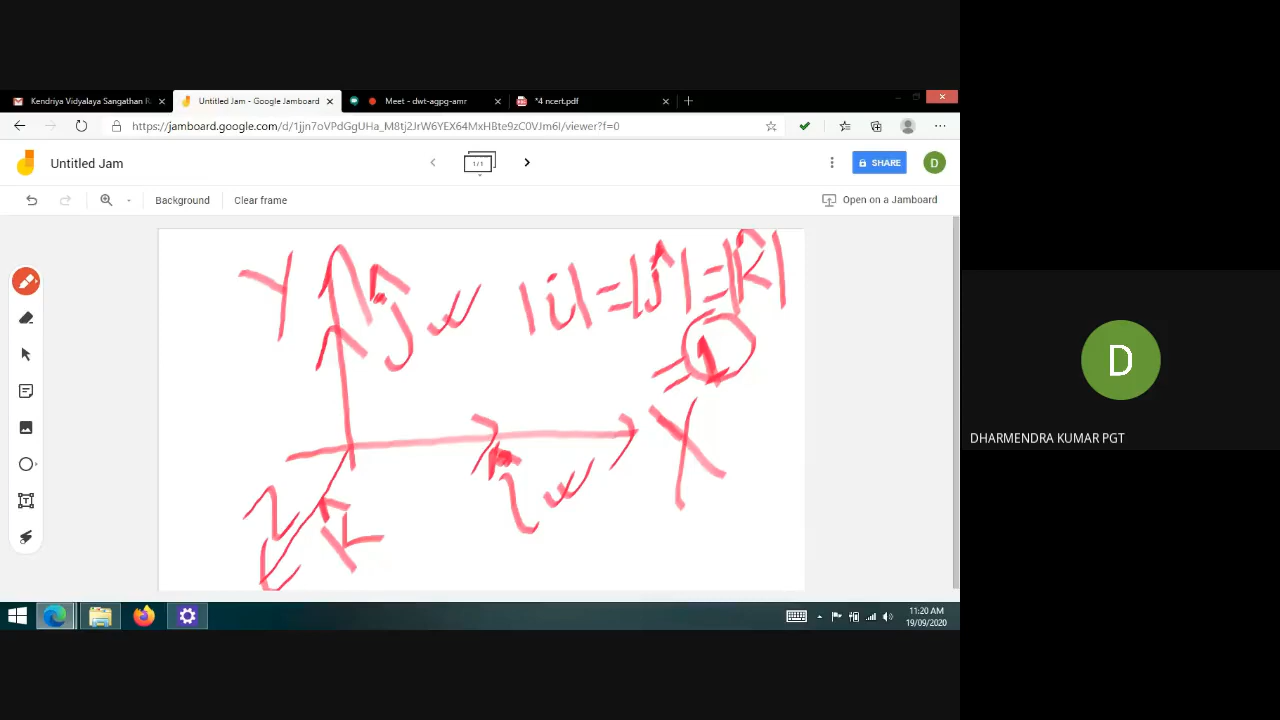 Kendriya Vidyalaya Sangathan R
Untitled Jam - Google Jamboard
Meet - dwt-agpg-amr
*4 ncert.pdf
https://jamboard.google.com/d/1jjn7oVPdGgUHa_M8tj2JrW6YEX64MxHBte9zC0VJm6I/viewer?f=0
Untitled Jam
1/1
SHARE
D
Background
Clear frame
Open on a Jamboard
Y
ĵ
|i| = |ĵ| = |k̂|
= 1
X
î
Z
k̂
11:20 AM
19/09/2020
D
DHARMENDRA KUMAR PGT